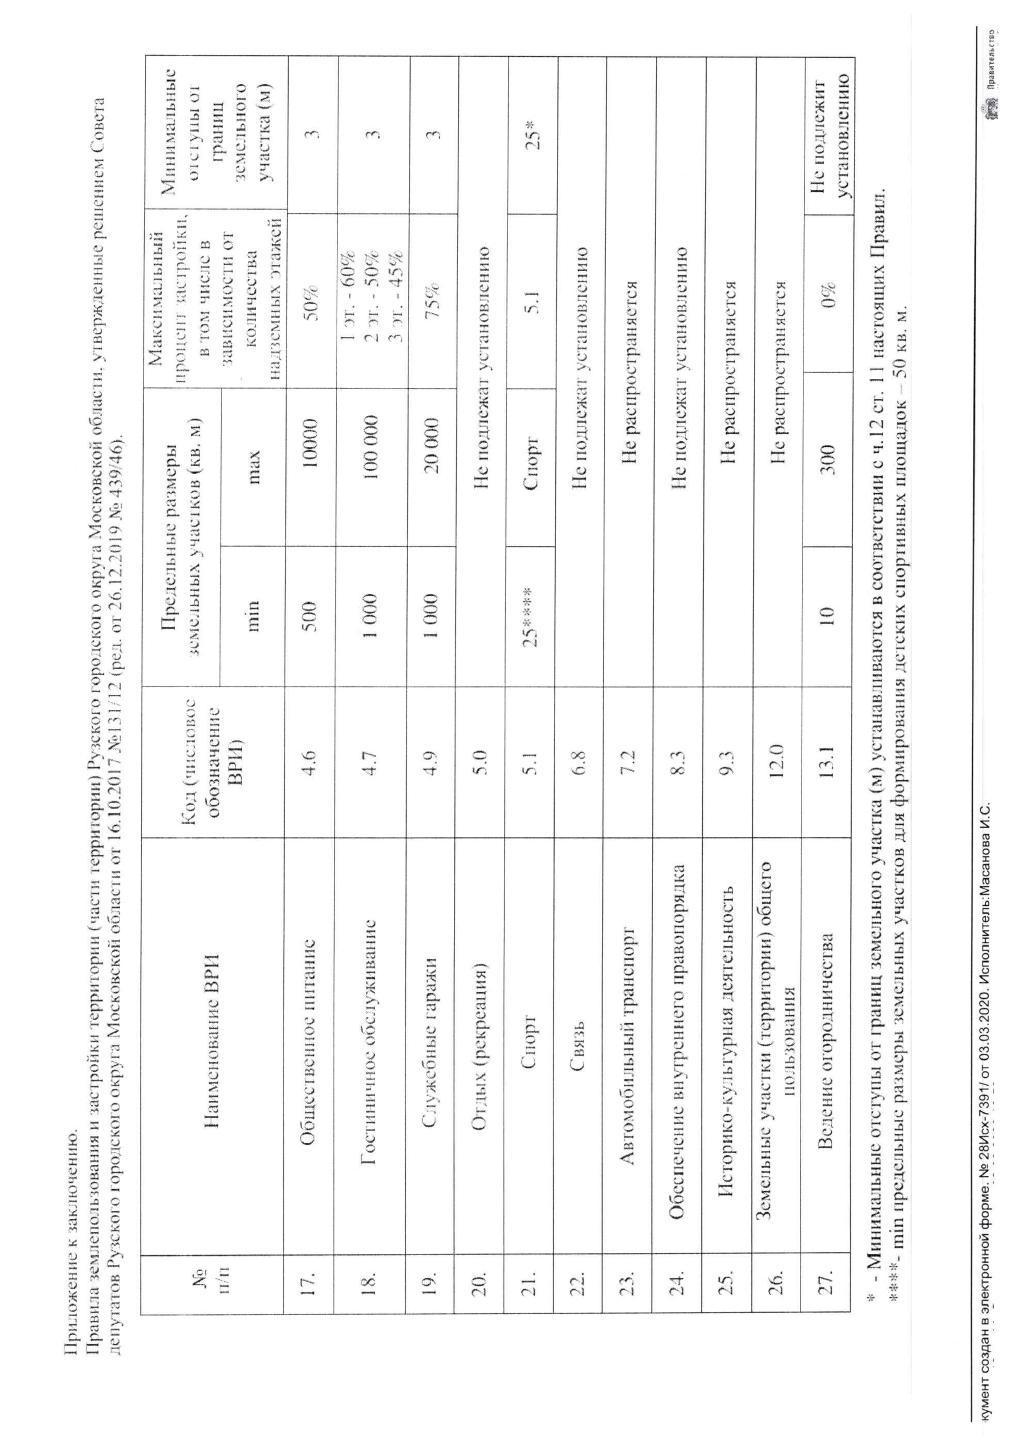 Приложение к заключению.
Правила землепользования и застройки территории (части территории) Рузского городского округа Московской области, утвержденные решением Совета
депутатов Рузского городского округа Московской области от 16.10.2017 №131/12 (ред. от 26.12.2019 № 439/46).
№
п/п
Наименование ВРИ
Код (числовое
обозначение
ВРИ)
Предельные размеры
земельных участков (кв. м)
min
max
Максимальный
процент застройки,
в том числе в
зависимости от
количества
надземных этажей
Минимальные
отступы от
границ
земельного
участка (м)
17. Общественное питание 4.6 500 10000 50% 3
18. Гостиничное обслуживание 4.7 1 000 100 000
1 эт. - 60%
2 эт. - 50%
3 эт. - 45%
3
19. Служебные гаражи 4.9 1 000 20 000 75% 3
20. Отдых (рекреация) 5.0 Не подлежат установлению
21. Спорт 5.1 25**** Спорт 5.1 25*
22. Связь 6.8 Не подлежат установлению
23. Автомобильный транспорт 7.2 Не распространяется
24. Обеспечение внутреннего правопорядка 8.3 Не подлежат установлению
25. Историко-культурная деятельность 9.3 Не распространяется
26. Земельные участки (территории) общего
пользования
12.0 Не распространяется
27. Ведение огородничества 13.1 10 300 0%
Не подлежит
установлению
* - Минимальные отступы от границ земельного участка (м) устанавливаются в соответствии с ч.12 ст. 11 настоящих Правил.
****- min предельные размеры земельных участков для формирования детских спортивных площадок – 50 кв. м.
кумент создан в электронной форме. № 28Исх-7391/ от 03.03.2020. Исполнитель:Масанова И.С.
Правительство